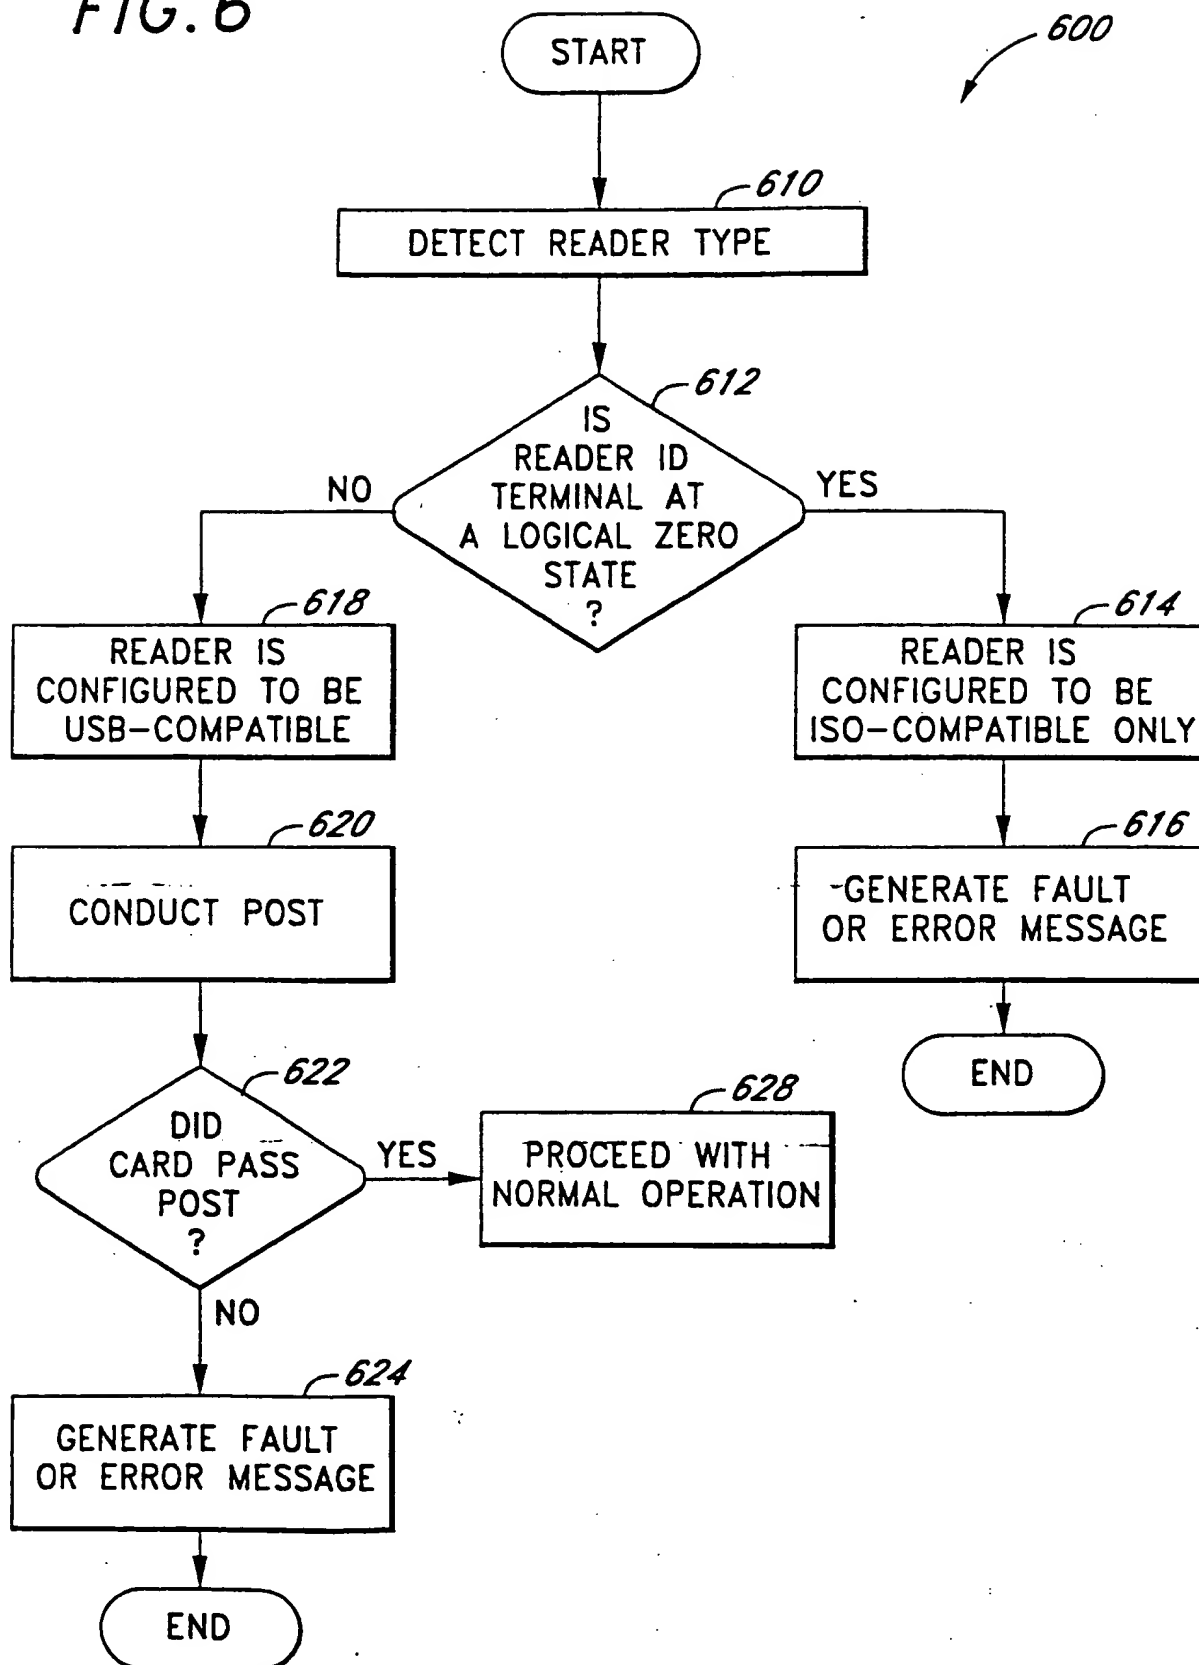 FIG. 6
START
600
610
DETECT READER TYPE
612
IS
READER ID
TERMINAL AT
A LOGICAL ZERO
STATE
?
NO
YES
618
READER IS
CONFIGURED TO BE
USB-COMPATIBLE
614
READER IS
CONFIGURED TO BE
ISO-COMPATIBLE ONLY
620
CONDUCT POST
616
GENERATE FAULT
OR ERROR MESSAGE
END
622
DID
CARD PASS
POST
?
YES
628
PROCEED WITH
NORMAL OPERATION
NO
624
GENERATE FAULT
OR ERROR MESSAGE
END